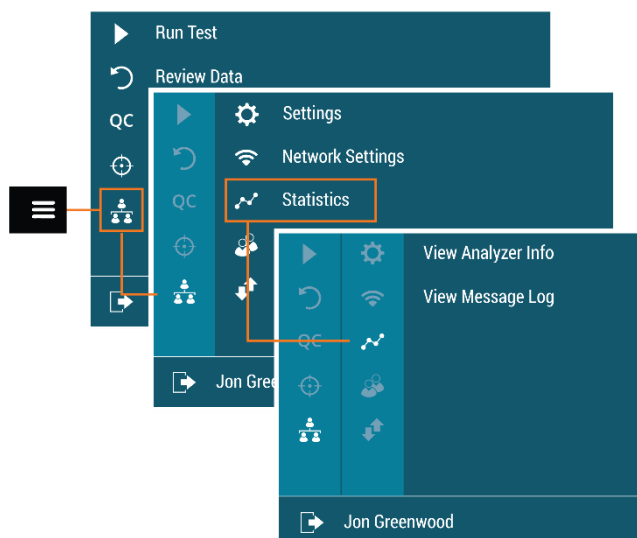 Run Test
Review Data
QC
Settings
Network Settings
QC
Statistics
View Analyzer Info
View Message Log
QC
Jon Gree
Jon Greenwood